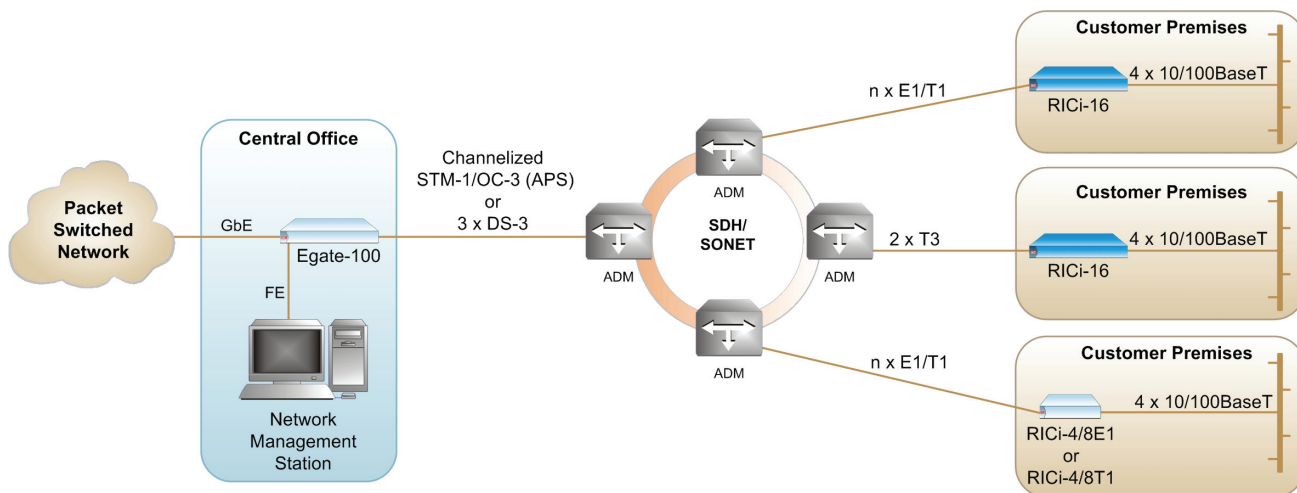 Packet
Switched
Network
GbE
Central Office
Egate-100
FE
Network
Management
Station
Channelized
STM-1/OC-3 (APS)
or
3 x DS-3
ADM
ADM
SDH/
SONET
ADM
ADM
n x E1/T1
2 x T3
n x E1/T1
Customer Premises
4 x 10/100BaseT
RICi-16
Customer Premises
4 x 10/100BaseT
RICi-16
Customer Premises
4 x 10/100BaseT
RICi-4/8E1
or
RICi-4/8T1